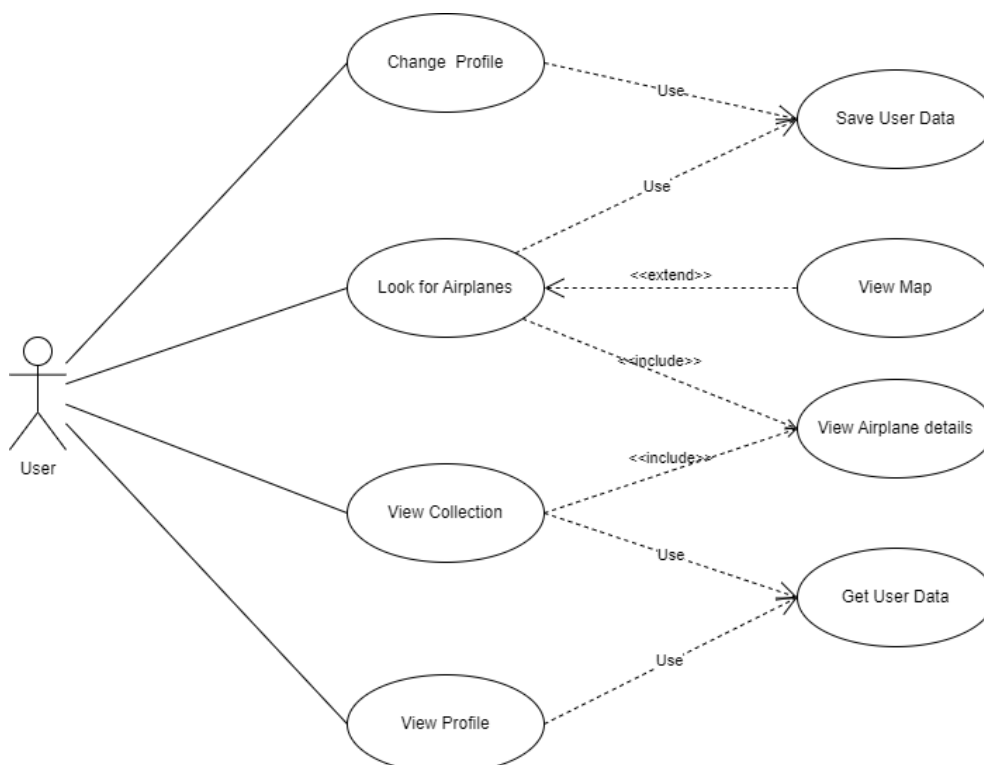 Change Profile
Use
Save User Data
Use
Look for Airplanes
<<extend>>
View Map
<<include>>
View Airplane details
<<include>>
User
View Collection
Use
Get User Data
Use
View Profile